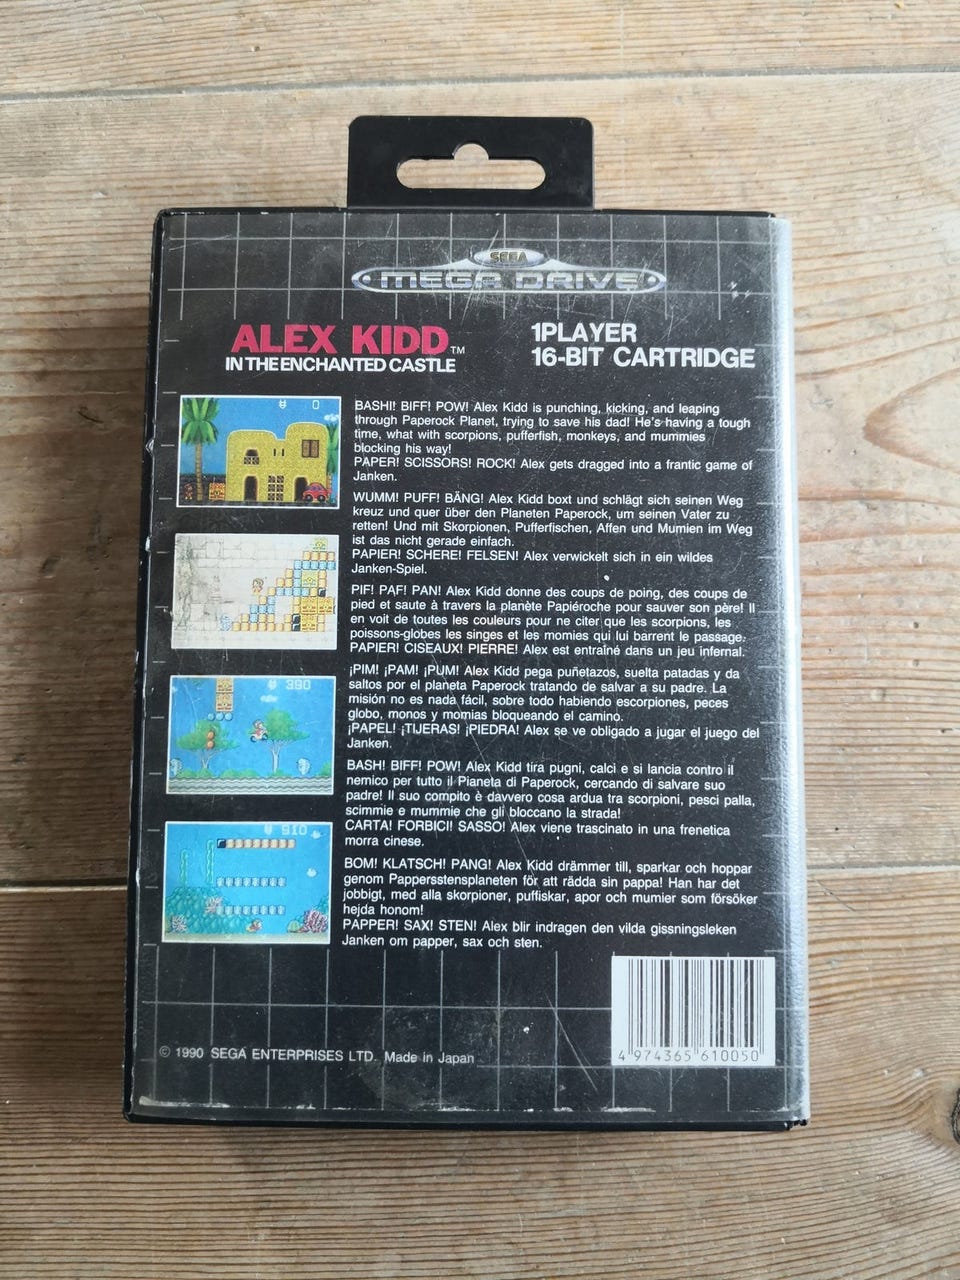 SEGA
MEGA DRIVE
ALEX KIDD TM
IN THE ENCHANTED CASTLE
1PLAYER
16-BIT CARTRIDGE
0
BASHI! BIFF! POW! Alex Kidd is punching, kicking, and leaping
through Paperock Planet, trying to save his dad! He's having a tough
time, what with scorpions, pufferfish, monkeys, and mummies
blocking his way!
PAPER! SCISSORS! ROCK! Alex gets dragged into a frantic game of
Janken.
WUMM! PUFF! BÄNG! Alex Kidd boxt und schlägt sich seinen Weg
kreuz und quer über den Planeten Paperock, um seinen Vater zu
retten! Und mit Skorpionen, Pufferfischen, Affen und Mumien im Weg
ist das nicht gerade einfach.
PAPIER! SCHERE! FELSEN! Alex verwickelt sich in ein wildes
Janken-Spiel.
PIF! PAF! PAN! Alex Kidd donne des coups de poing, des coups de
pied et saute à travers la planète Papiéroche pour sauver son père! Il
en voit de toutes les couleurs pour ne citer que les scorpions, les
poissons-globes les singes et les momies qui lui barrent le passage.
PAPIER! CISEAUX! PIERRE! Alex est entraîné dans un jeu infernal.
390
¡PIM! ¡PAM! ¡PUM! Alex Kidd pega puñetazos, suelta patadas y da
saltos por el planeta Paperock tratando de salvar a su padre. La
misión no es nada fácil, sobre todo habiendo escorpiones, peces
globo, monos y momias bloqueando el camino.
¡PAPEL! ¡TIJERAS! ¡PIEDRA! Alex se ve obligado a jugar el juego del
Janken.
BASH! BIFF! POW! Alex Kidd tira pugni, calci e si lancia contro il
nemico per tutto il Pianeta di Paperock, cercando di salvare suo
padre! Il suo compito è davvero cosa ardua tra scorpioni, pesci palla,
scimmie e mummie che gli bloccano la strada!
CARTA! FORBICI! SASSO! Alex viene trascinato in una frenetica
morra cinese.
910
BOM! KLATSCH! PANG! Alex Kidd drämmer till, sparkar och hoppar
genom Pappersstensplaneten för att rädda sin pappa! Han har det
jobbigt, med alla skorpioner, puffiskar, apor och mumier som försöker
hejda honom!
PAPPER! SAX! STEN! Alex blir indragen den vilda gissningsleken
Janken om papper, sax och sten.
© 1990 SEGA ENTERPRISES LTD. Made in Japan
4 974365 610050